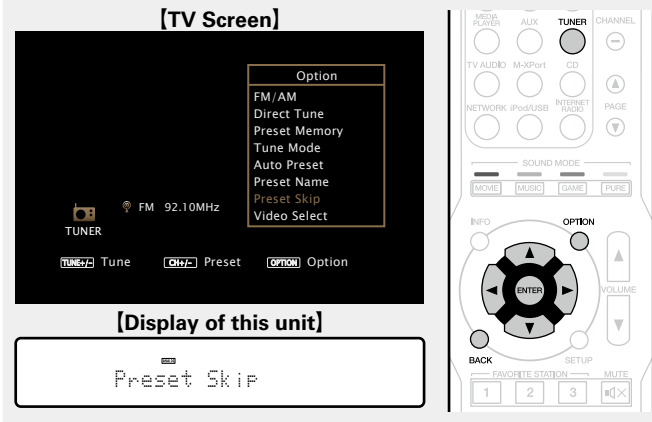 【TV Screen】
Option
FM/AM
Direct Tune
Preset Memory
Tune Mode
Auto Preset
Preset Name
Preset Skip
Video Select
FM 92.10MHz
TUNER
TUNE+/- Tune
CH+/- Preset
OPTION Option
【Display of this unit】
Preset Skip
MEDIA PLAYER
AUX
TUNER
CHANNEL
TV AUDIO
M-XPort
CD
NETWORK
iPod/USB
INTERNET RADIO
PAGE
SOUND MODE
MOVIE
MUSIC
GAME
PURE
INFO
OPTION
ENTER
VOLUME
BACK
SETUP
FAVORITE STATION
MUTE
1
2
3